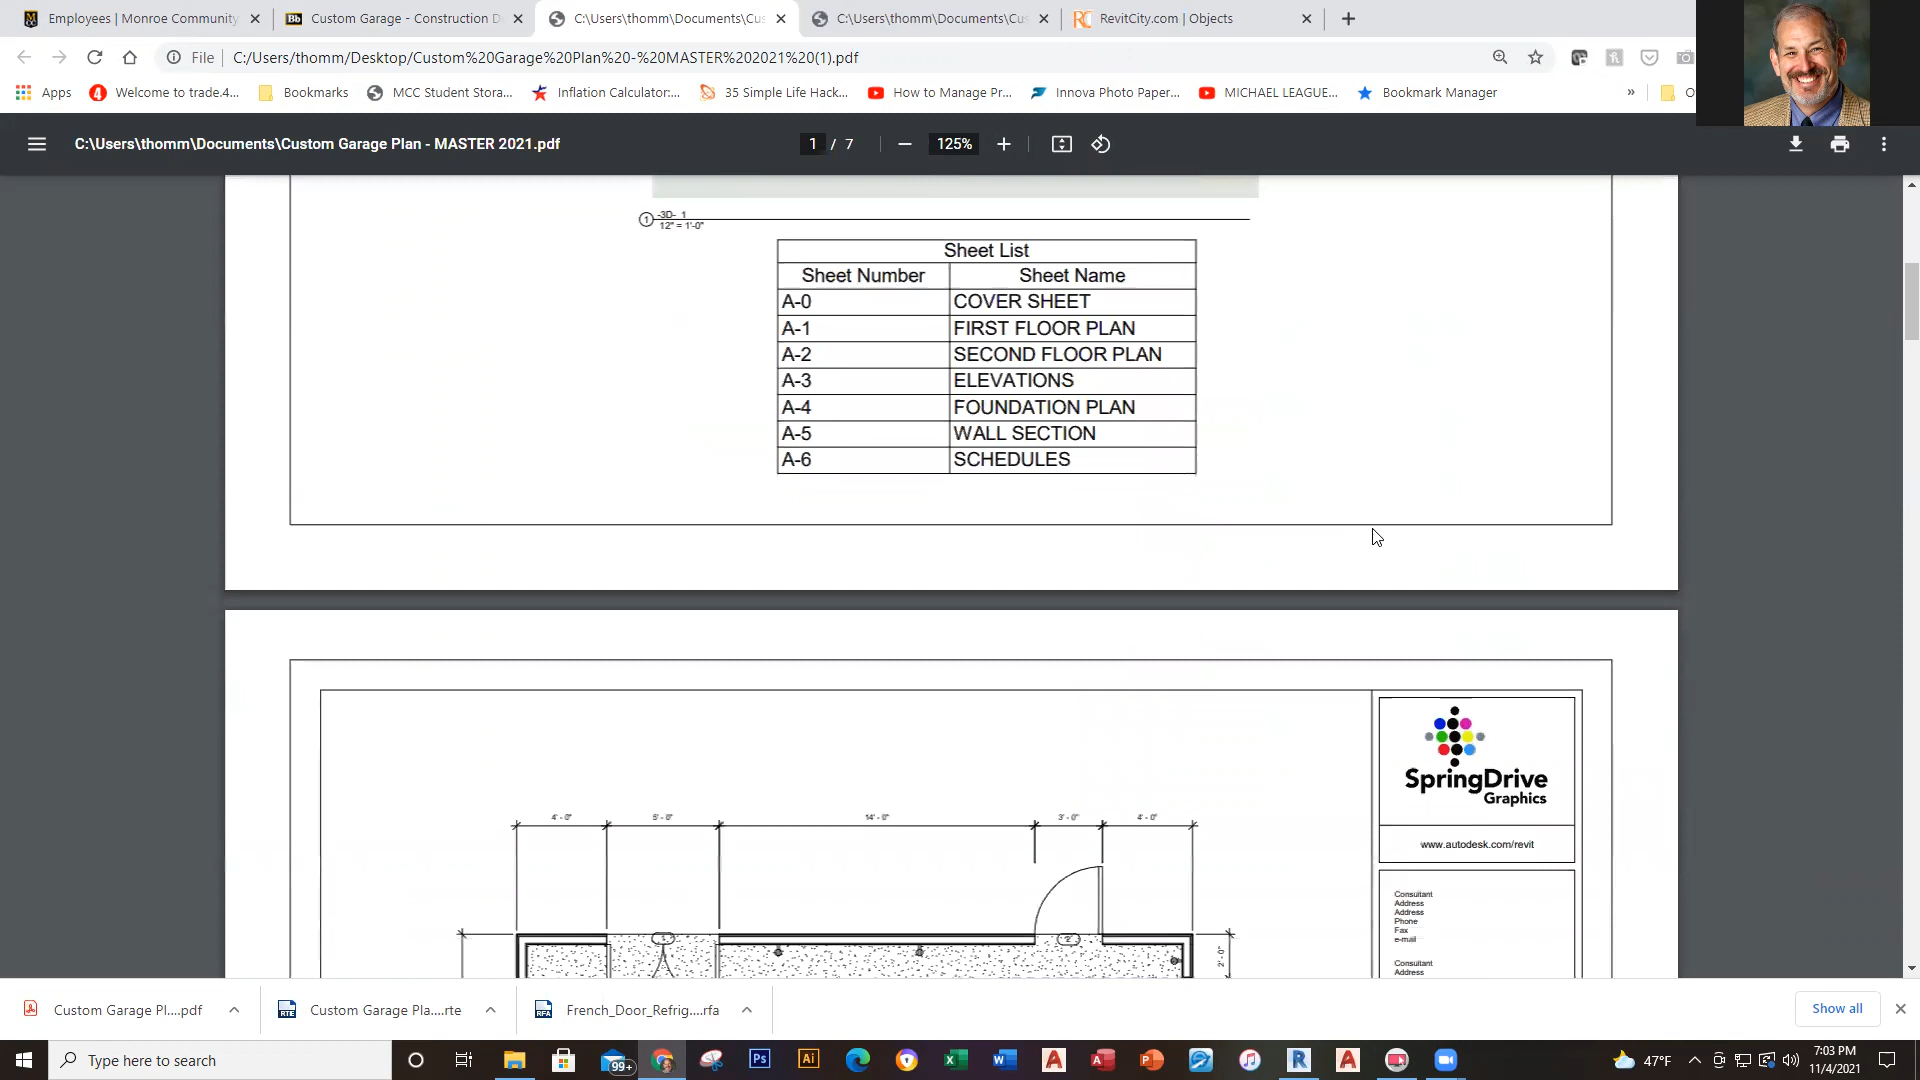 Employees | Monroe Community
Custom Garage - Construction D
C:\Users\thomm\Documents\Cu
C:\Users\thomm\Documents\Cu
RevitCity.com | Objects
File C:/Users/thomm/Desktop/Custom%20Garage%20Plan%20-%20MASTER%202021%20(1).pdf
Apps Welcome to trade.4... Bookmarks MCC Student Stora... Inflation Calculator:... 35 Simple Life Hack... How to Manage Pr... Innova Photo Paper... MICHAEL LEAGUE... Bookmark Manager » O
C:\Users\thomm\Documents\Custom Garage Plan - MASTER 2021.pdf 1 / 7 125%
1 -3D- 1
12" = 1'-0"
Sheet List
Sheet Number Sheet Name
A-0 COVER SHEET
A-1 FIRST FLOOR PLAN
A-2 SECOND FLOOR PLAN
A-3 ELEVATIONS
A-4 FOUNDATION PLAN
A-5 WALL SECTION
A-6 SCHEDULES
SpringDrive
Graphics
www.autodesk.com/revit
4' - 0" 5' - 0" 14' - 0" 3' - 0" 4' - 0"
Consultant
Address
Address
Phone
Fax
e-mail
Consultant
Address
2' - 0"
Custom Garage Pl....pdf
Custom Garage Pla....rte
French_Door_Refrig....rfa
Show all
Type here to search
99+
47°F
7:03 PM
11/4/2021